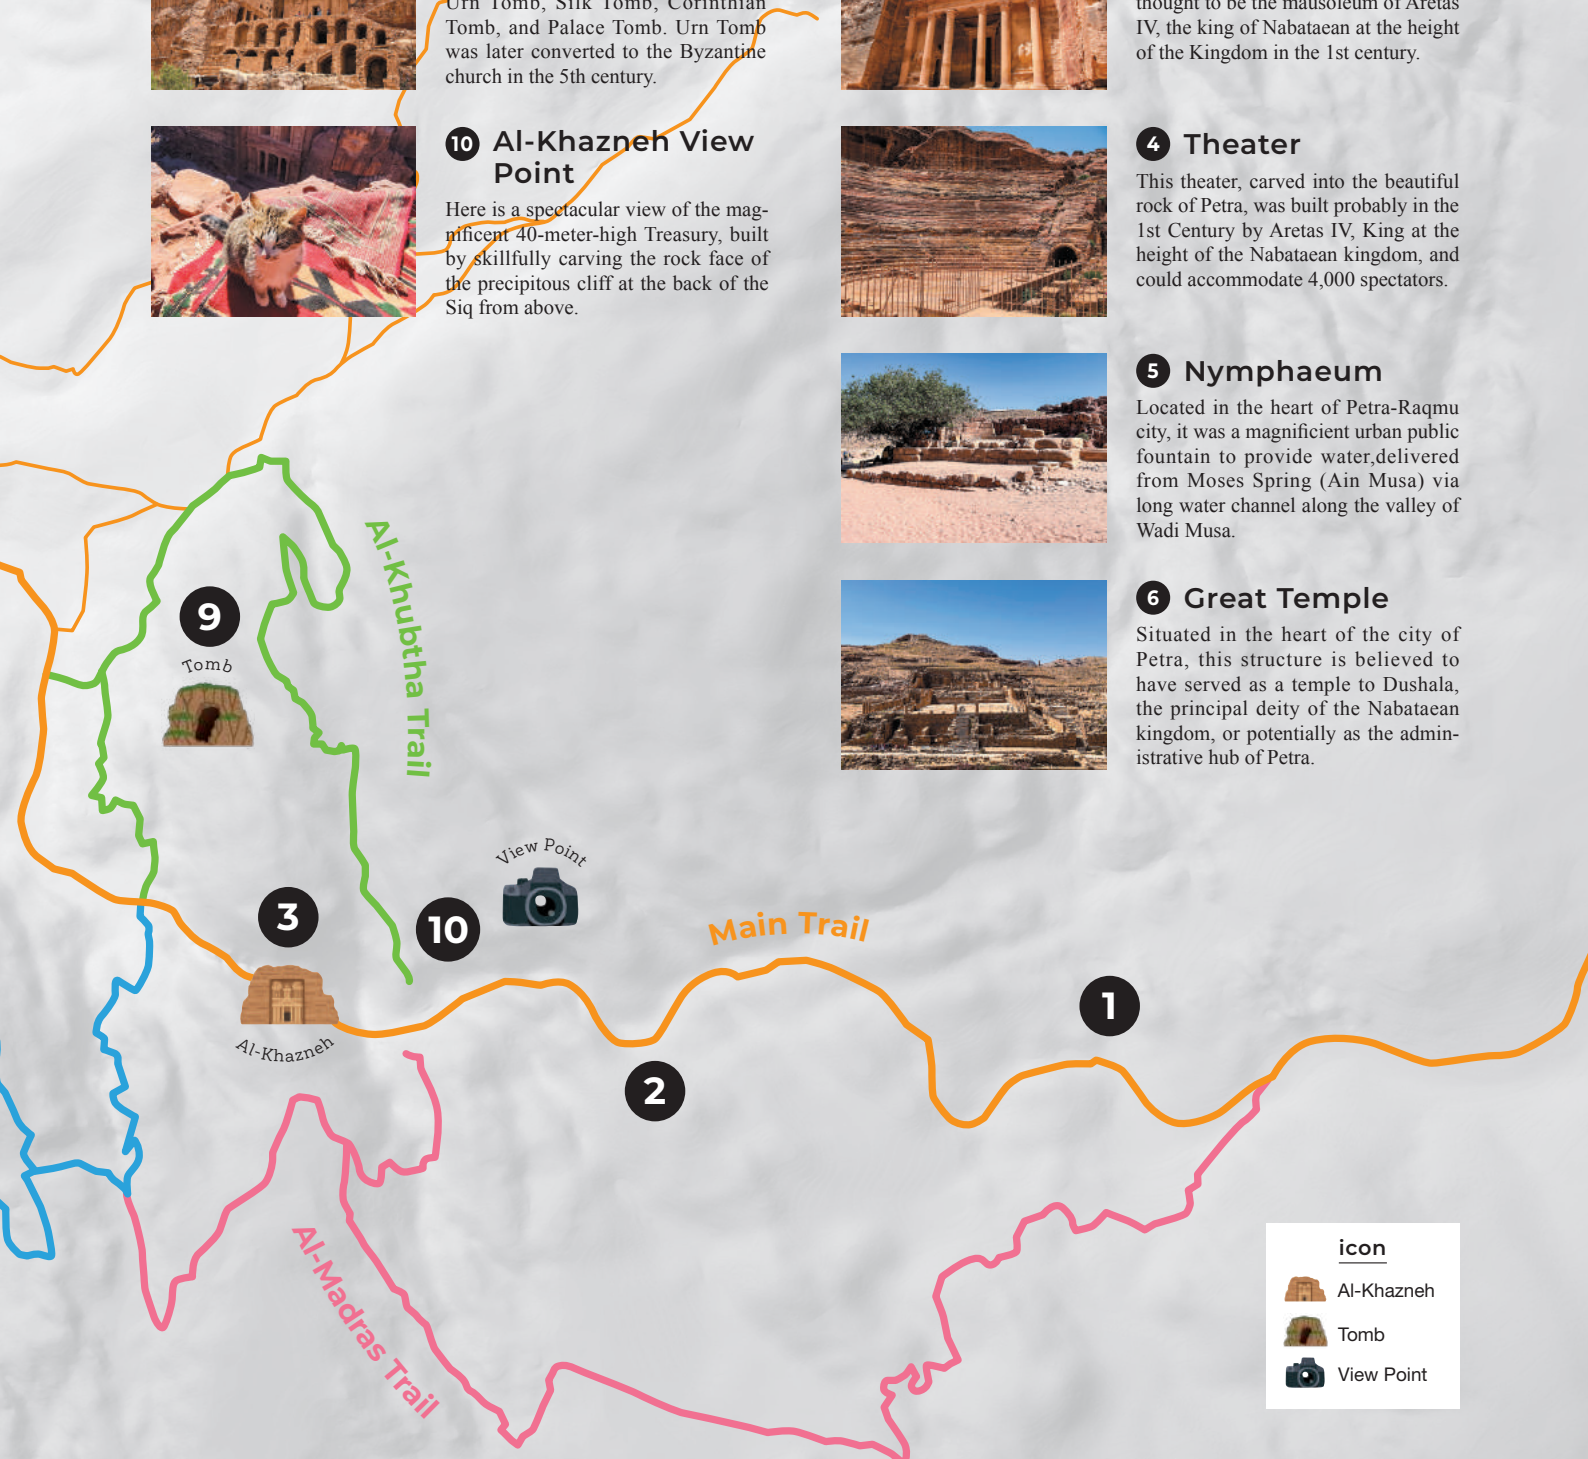 Urn Tomb, Silk Tomb, Corinthian
Tomb, and Palace Tomb. Urn Tomb
was later converted to the Byzantine
church in the 5th century.
10 Al-Khazneh View
Point
Here is a spectacular view of the mag-
nificent 40-meter-high Treasury, built
by skillfully carving the rock face of
the precipitous cliff at the back of the
Siq from above.
thought to be the mausoleum of Aretas
IV, the king of Nabataean at the height
of the Kingdom in the 1st century.
4 Theater
This theater, carved into the beautiful
rock of Petra, was built probably in the
1st Century by Aretas IV, King at the
height of the Nabataean kingdom, and
could accommodate 4,000 spectators.
5 Nymphaeum
Located in the heart of Petra-Raqmu
city, it was a magnificient urban public
fountain to provide water,delivered
from Moses Spring (Ain Musa) via
long water channel along the valley of
Wadi Musa.
6 Great Temple
Situated in the heart of the city of
Petra, this structure is believed to
have served as a temple to Dushala,
the principal deity of the Nabataean
kingdom, or potentially as the admin-
istrative hub of Petra.
Al-Khubtha Trail
9
Tomb
View Point
3
10
Main Trail
1
Al-Khazneh
2
Al-Madras Trail
icon
Al-Khazneh
Tomb
View Point